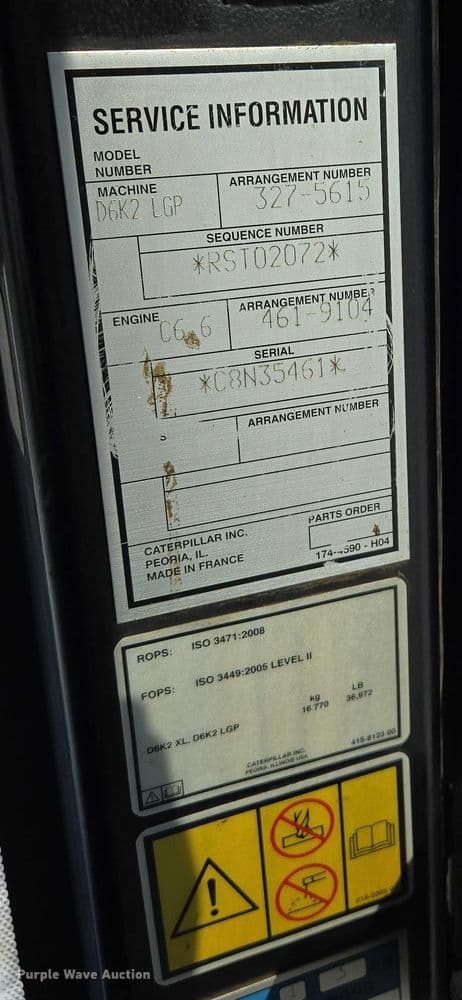 SERVICE INFORMATION
MODEL
NUMBER
MACHINE
ARRANGEMENT NUMBER
D6K2 LGP
327-5615
SEQUENCE NUMBER
*RST02072*
ENGINE
ARRANGEMENT NUMBER
C6.6
461-9104
SERIAL
*C8N35461*
ARRANGEMENT NUMBER
CATERPILLAR INC.
PEORIA, IL.
MADE IN FRANCE
PARTS ORDER
ROPS: ISO 3471:2008
FOPS: ISO 3449:2005 LEVEL II
kg LB
D6K2 XL, D6K2 LGP 16 770 36,972
CATERPILLAR INC.
PEORIA, ILLINOIS USA
Purple Wave Auction